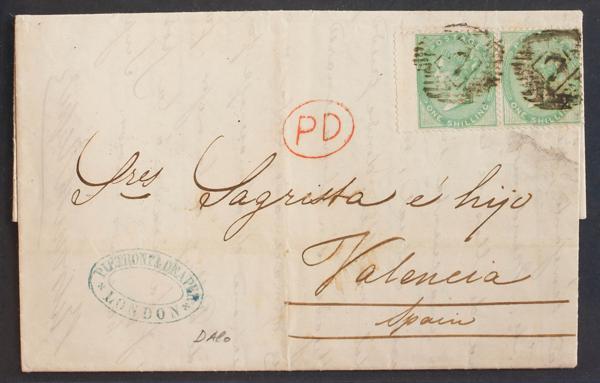 ONE SHILLING
ONE SHILLING
PD
Sres Sagrista é hijo
Valencia
Spain
LONDON